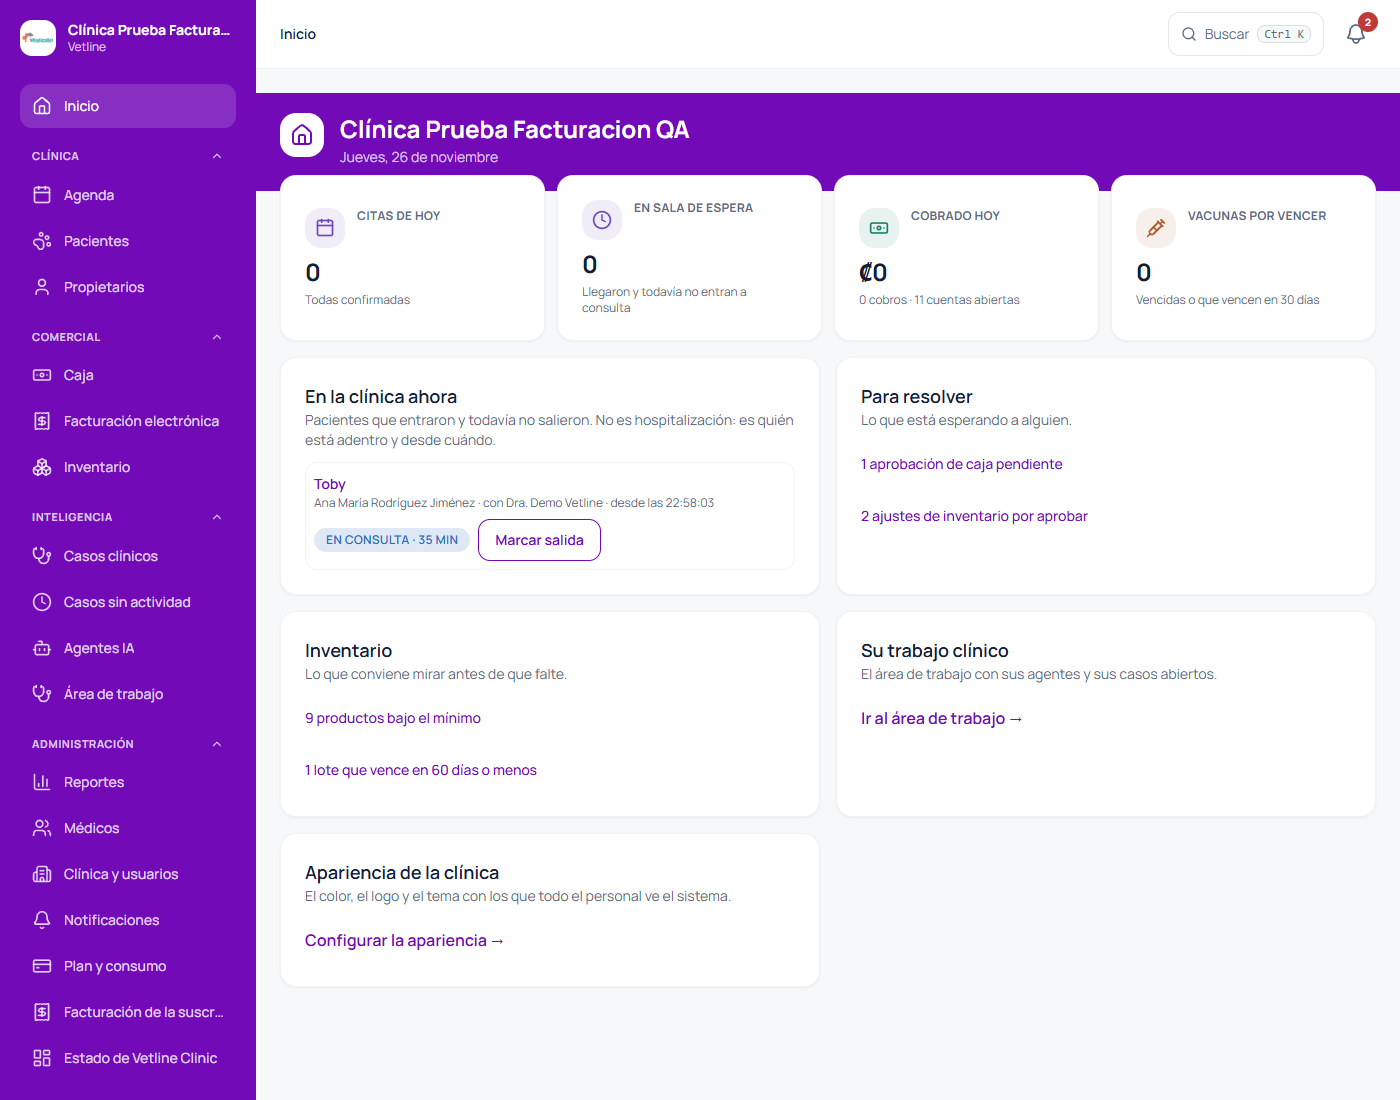 Clínica Prueba Factura...
Vetline
Inicio
CLÍNICA
Agenda
Pacientes
Propietarios
COMERCIAL
Caja
Facturación electrónica
Inventario
INTELIGENCIA
Casos clínicos
Casos sin actividad
Agentes IA
Área de trabajo
ADMINISTRACIÓN
Reportes
Médicos
Clínica y usuarios
Notificaciones
Plan y consumo
Facturación de la suscr...
Estado de Vetline Clinic
Inicio
Buscar Ctrl K
2
Clínica Prueba Facturacion QA
Jueves, 26 de noviembre
CITAS DE HOY
0
Todas confirmadas
EN SALA DE ESPERA
0
Llegaron y todavía no entran a
consulta
COBRADO HOY
₡0
0 cobros · 11 cuentas abiertas
VACUNAS POR VENCER
0
Vencidas o que vencen en 30 días
En la clínica ahora
Pacientes que entraron y todavía no salieron. No es hospitalización: es quién
está adentro y desde cuándo.
Toby
Ana María Rodríguez Jiménez · con Dra. Demo Vetline · desde las 22:58:03
EN CONSULTA · 35 MIN
Marcar salida
Para resolver
Lo que está esperando a alguien.
1 aprobación de caja pendiente
2 ajustes de inventario por aprobar
Inventario
Lo que conviene mirar antes de que falte.
9 productos bajo el mínimo
1 lote que vence en 60 días o menos
Su trabajo clínico
El área de trabajo con sus agentes y sus casos abiertos.
Ir al área de trabajo →
Apariencia de la clínica
El color, el logo y el tema con los que todo el personal ve el sistema.
Configurar la apariencia →